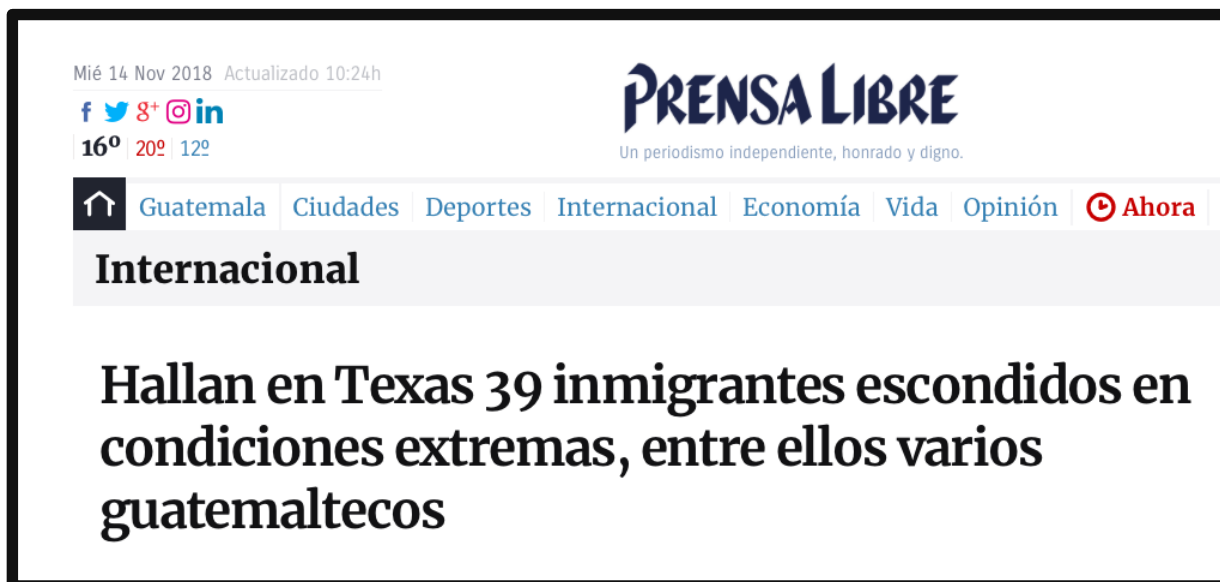 Mié 14 Nov 2018 Actualizado 10:24h
PRENSA LIBRE
Un periodismo independiente, honrado y digno.
f g+ in
16º 20º 12º
Guatemala Ciudades Deportes Internacional Economía Vida Opinión Ahora
Internacional
Hallan en Texas 39 inmigrantes escondidos en
condiciones extremas, entre ellos varios
guatemaltecos